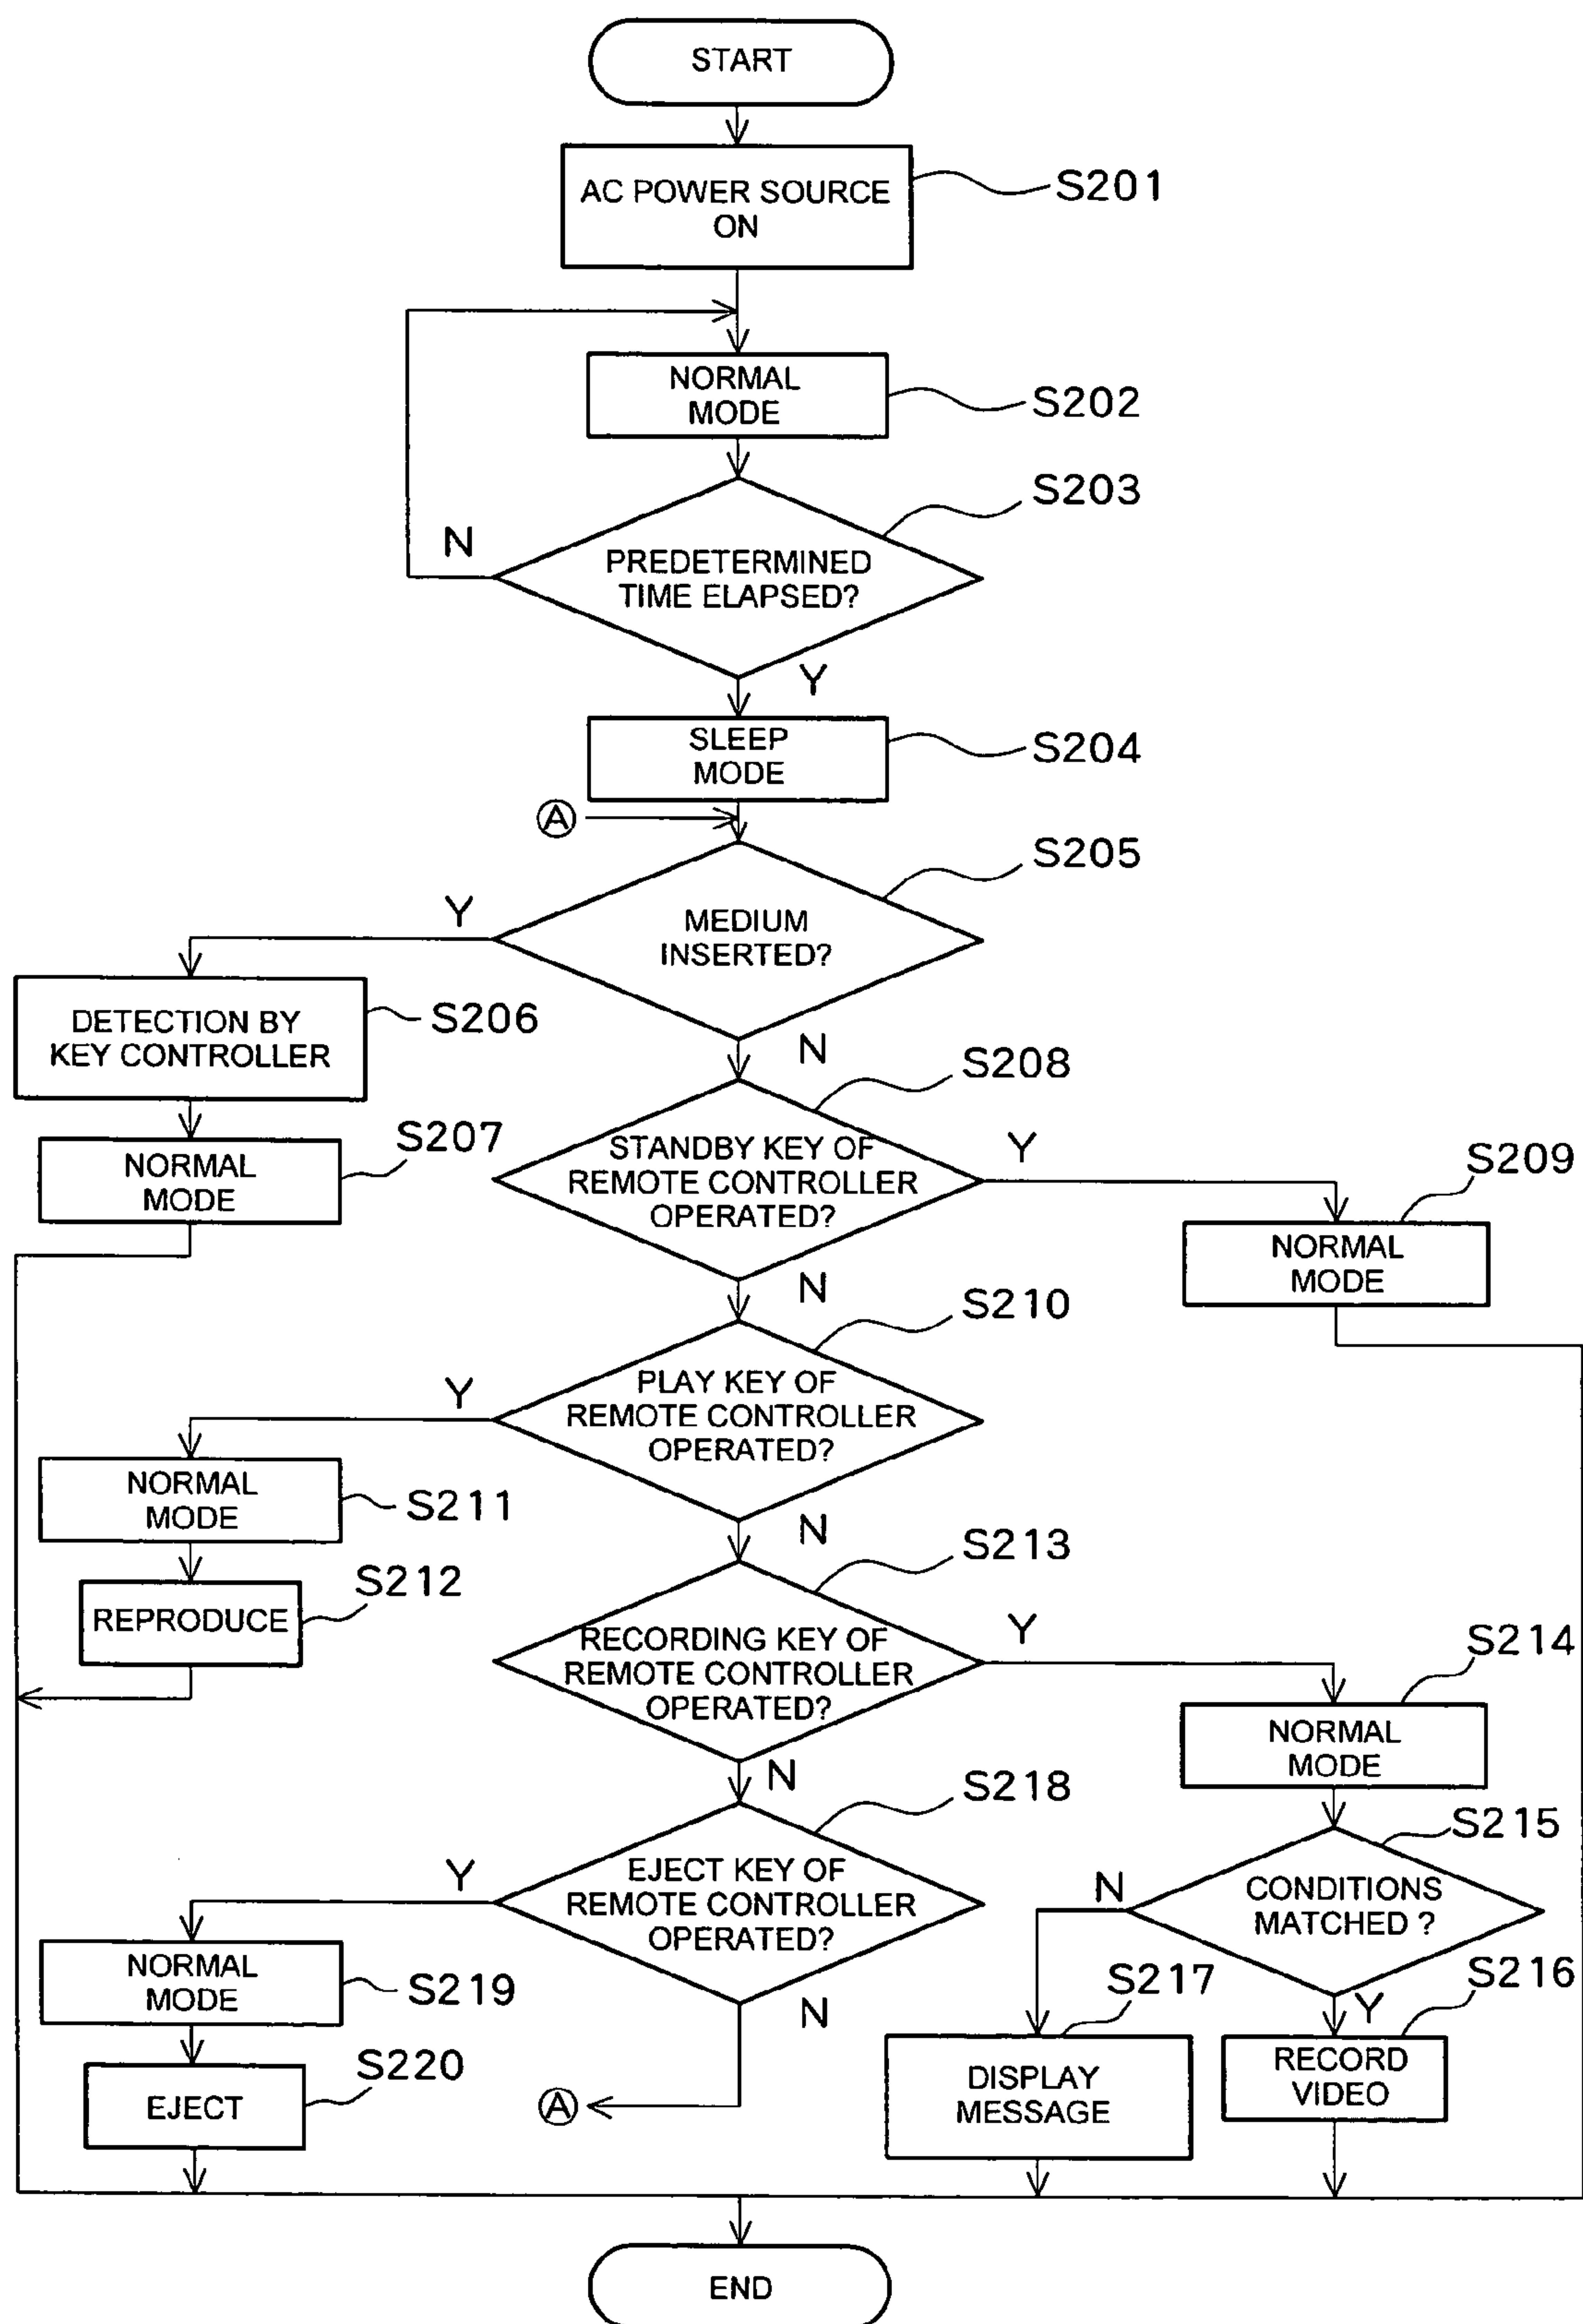 START
AC POWER SOURCE
ON
S201
NORMAL
MODE
S202
S203
N
PREDETERMINED
TIME ELAPSED?
Y
SLEEP
MODE
S204
A
S205
Y
MEDIUM
INSERTED?
N
DETECTION BY
KEY CONTROLLER
S206
S208
NORMAL
MODE
S207
STANDBY KEY OF
REMOTE CONTROLLER
OPERATED?
Y
S209
NORMAL
MODE
N
S210
Y
PLAY KEY OF
REMOTE CONTROLLER
OPERATED?
NORMAL
MODE
S211
N
S213
REPRODUCE
S212
RECORDING KEY OF
REMOTE CONTROLLER
OPERATED?
Y
S214
NORMAL
MODE
N
S218
S215
Y
EJECT KEY OF
REMOTE CONTROLLER
OPERATED?
N
CONDITIONS
MATCHED ?
NORMAL
MODE
S219
N
S217
Y
S216
EJECT
S220
A
DISPLAY
MESSAGE
RECORD
VIDEO
END